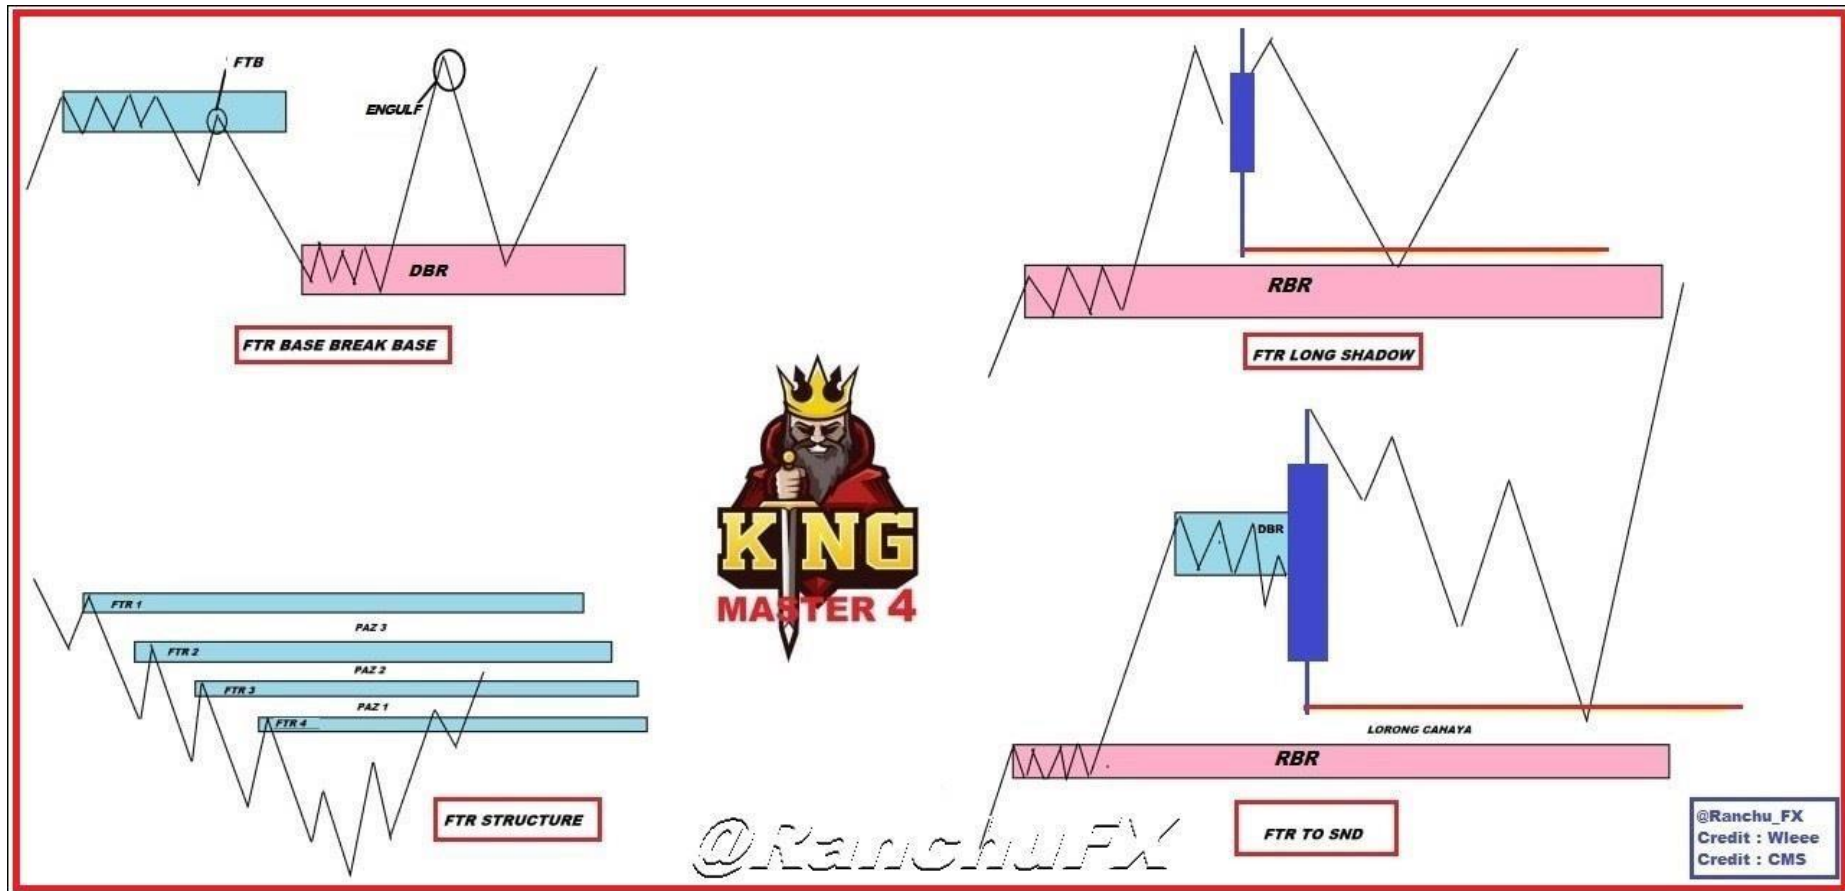 FTB
ENGULF
DBR
FTR BASE BREAK BASE
RBR
FTR LONG SHADOW
KING
MASTER 4
FTR 1
PAZ 3
FTR 2
PAZ 2
FTR 3
PAZ 1
FTR 4
FTR STRUCTURE
DBR
LORONG CAHAYA
RBR
FTR TO SND
@RanchuFX
@Ranchu_FX
Credit : Wleee
Credit : CMS